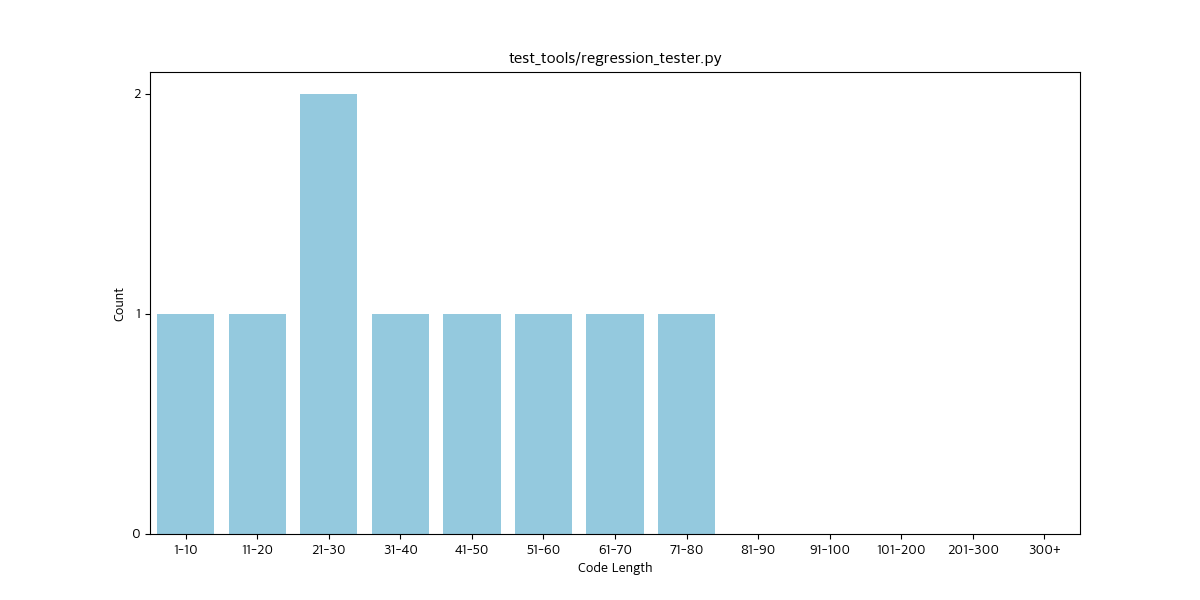 test_tools/regression_tester.py
2
1
0
Count
1-10 11-20 21-30 31-40 41-50 51-60 61-70 71-80 81-90 91-100 101-200 201-300 300+
Code Length